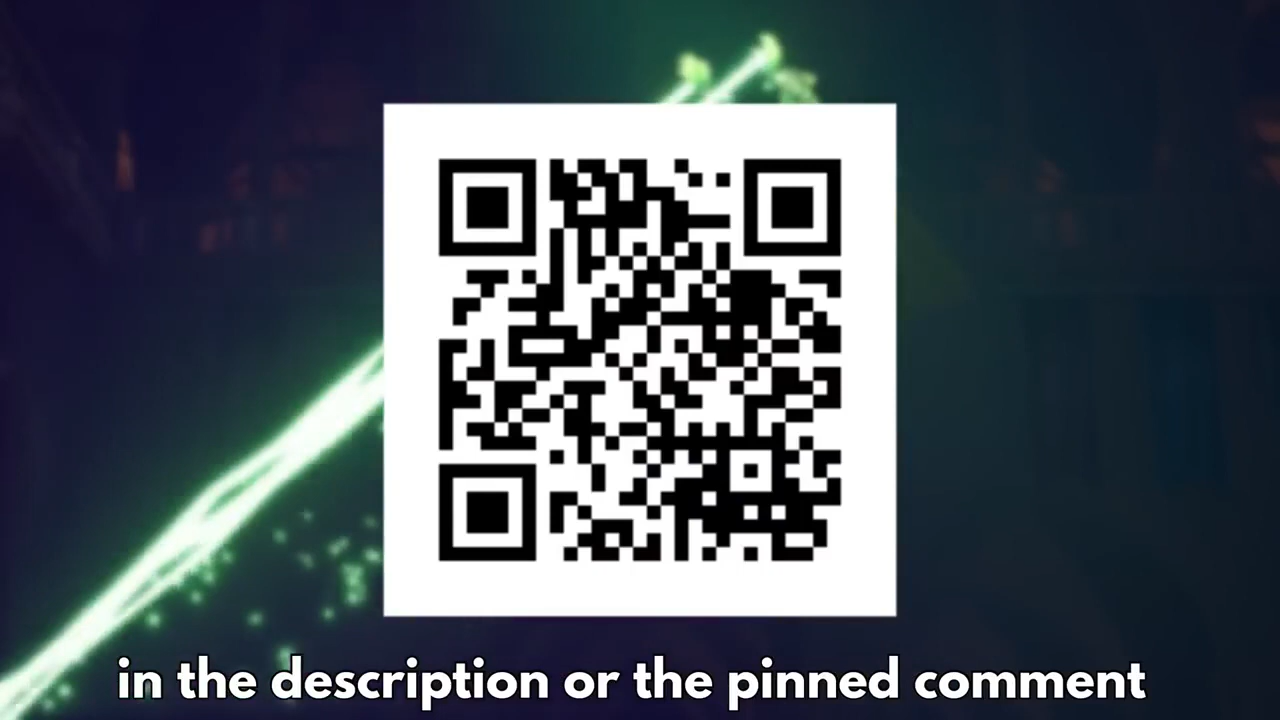 in the description or the pinned comment